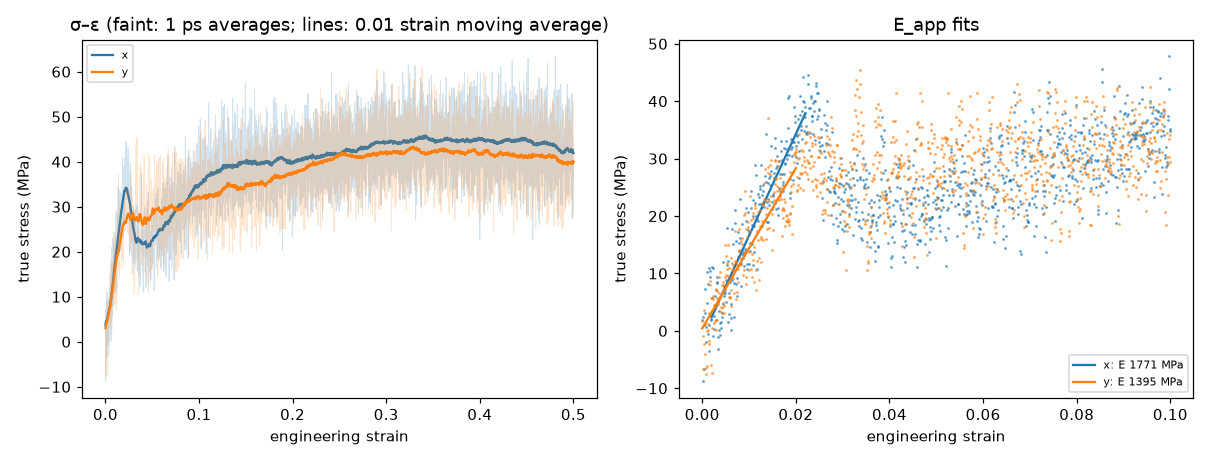 σ–ε (faint: 1 ps averages; lines: 0.01 strain moving average)
x
y
60
50
40
30
20
10
0
−10
true stress (MPa)
0.0
0.1
0.2
0.3
0.4
0.5
engineering strain
E_app fits
50
40
30
20
10
0
−10
true stress (MPa)
x: E 1771 MPa
y: E 1395 MPa
0.00
0.02
0.04
0.06
0.08
0.10
engineering strain